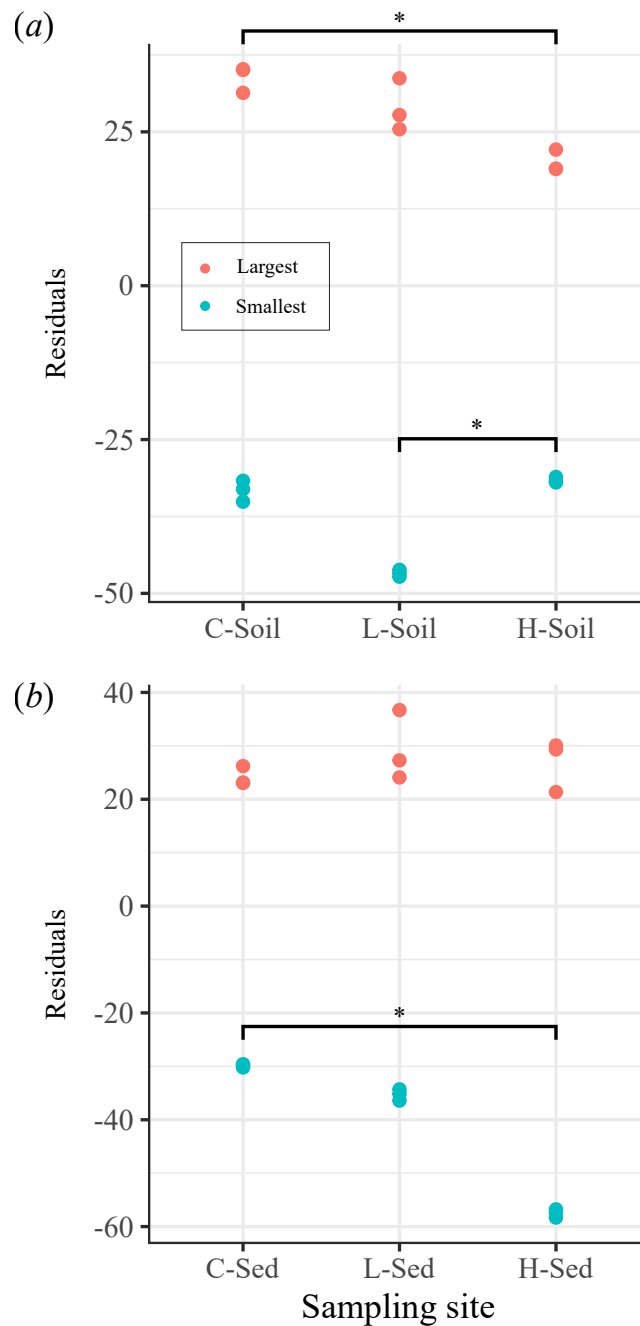 (a)
*
25
Largest
0
Smallest
Residuals
*
-25
-50
C-Soil L-Soil H-Soil
(b)
40
20
0
Residuals
*
-20
-40
-60
C-Sed L-Sed H-Sed
Sampling site